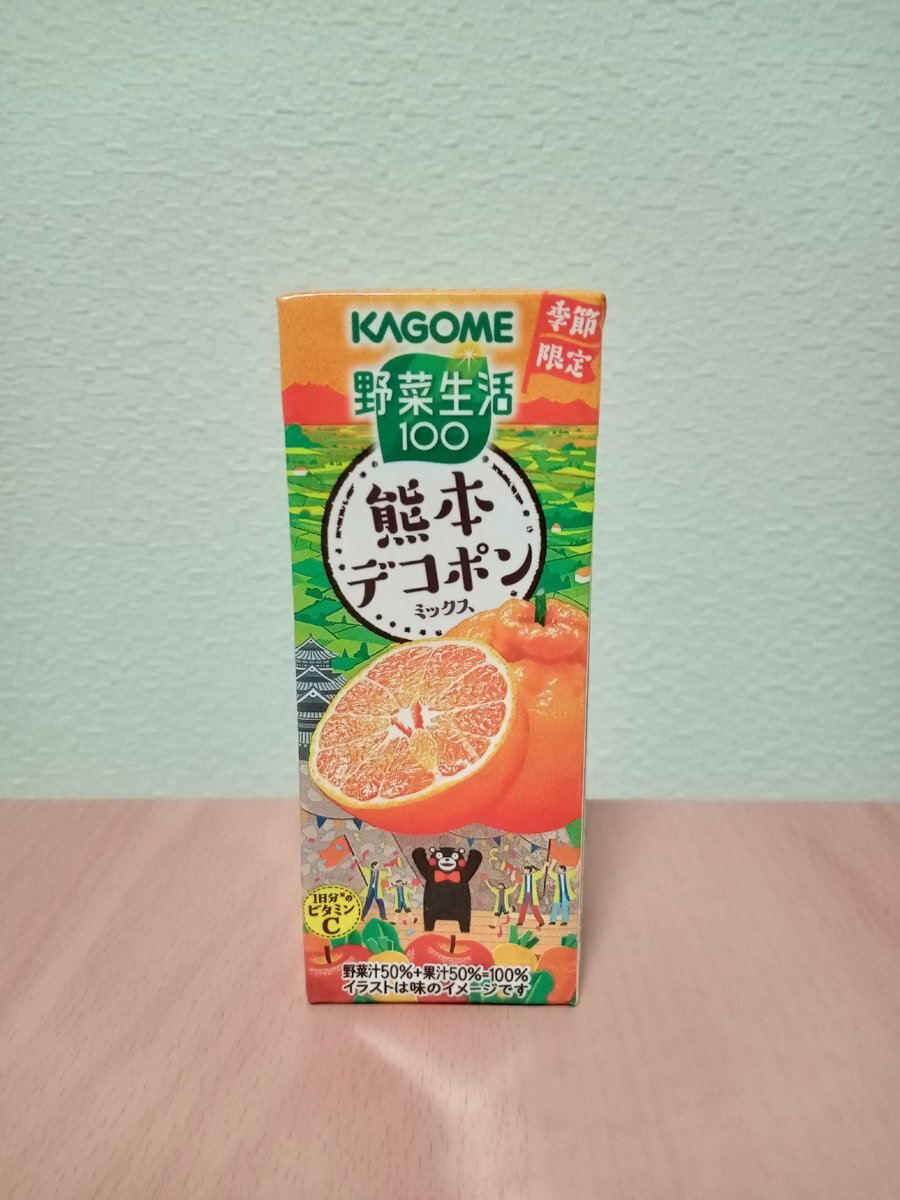 KAGOME
季節
限定
野菜生活
100
熊本
デコポン
ミックス
1日分※の
ビタミン
C
野菜汁50%+果汁50%=100%
イラストは味のイメージです